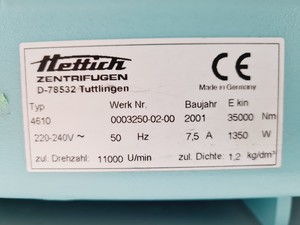 Hettich
ZENTRIFUGEN
D-78532 Tuttlingen
CE
Made in Germany
Typ Werk Nr. Baujahr E kin
4610 0003250-02-00 2001 35000 Nm
220-240V ~ 50 Hz 7,5 A 1350 W
zul. Drehzahl: 11000 U/min zul. Dichte: 1,2 kg/dm³